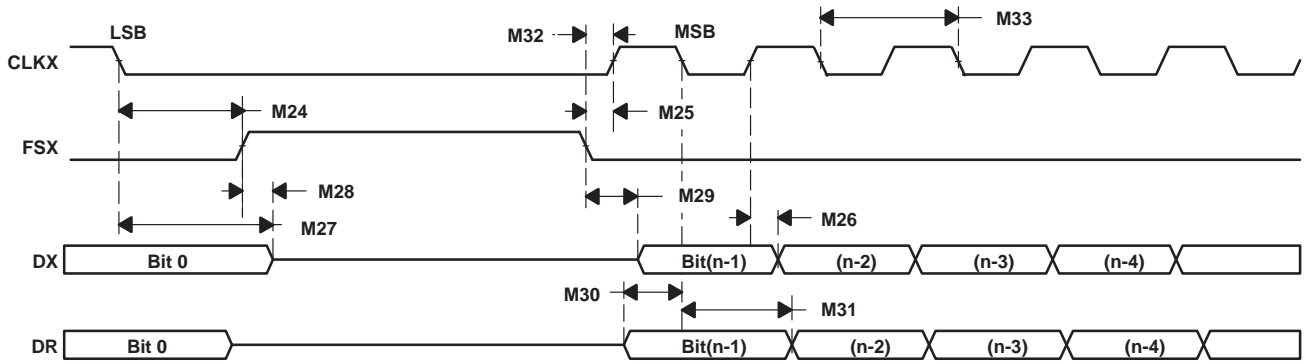 LSB
M32
MSB
M33
CLKX
M24
M25
FSX
M28
M29
M27
M26
DX
Bit 0
Bit(n-1)
(n-2)
(n-3)
(n-4)
M30
M31
DR
Bit 0
Bit(n-1)
(n-2)
(n-3)
(n-4)